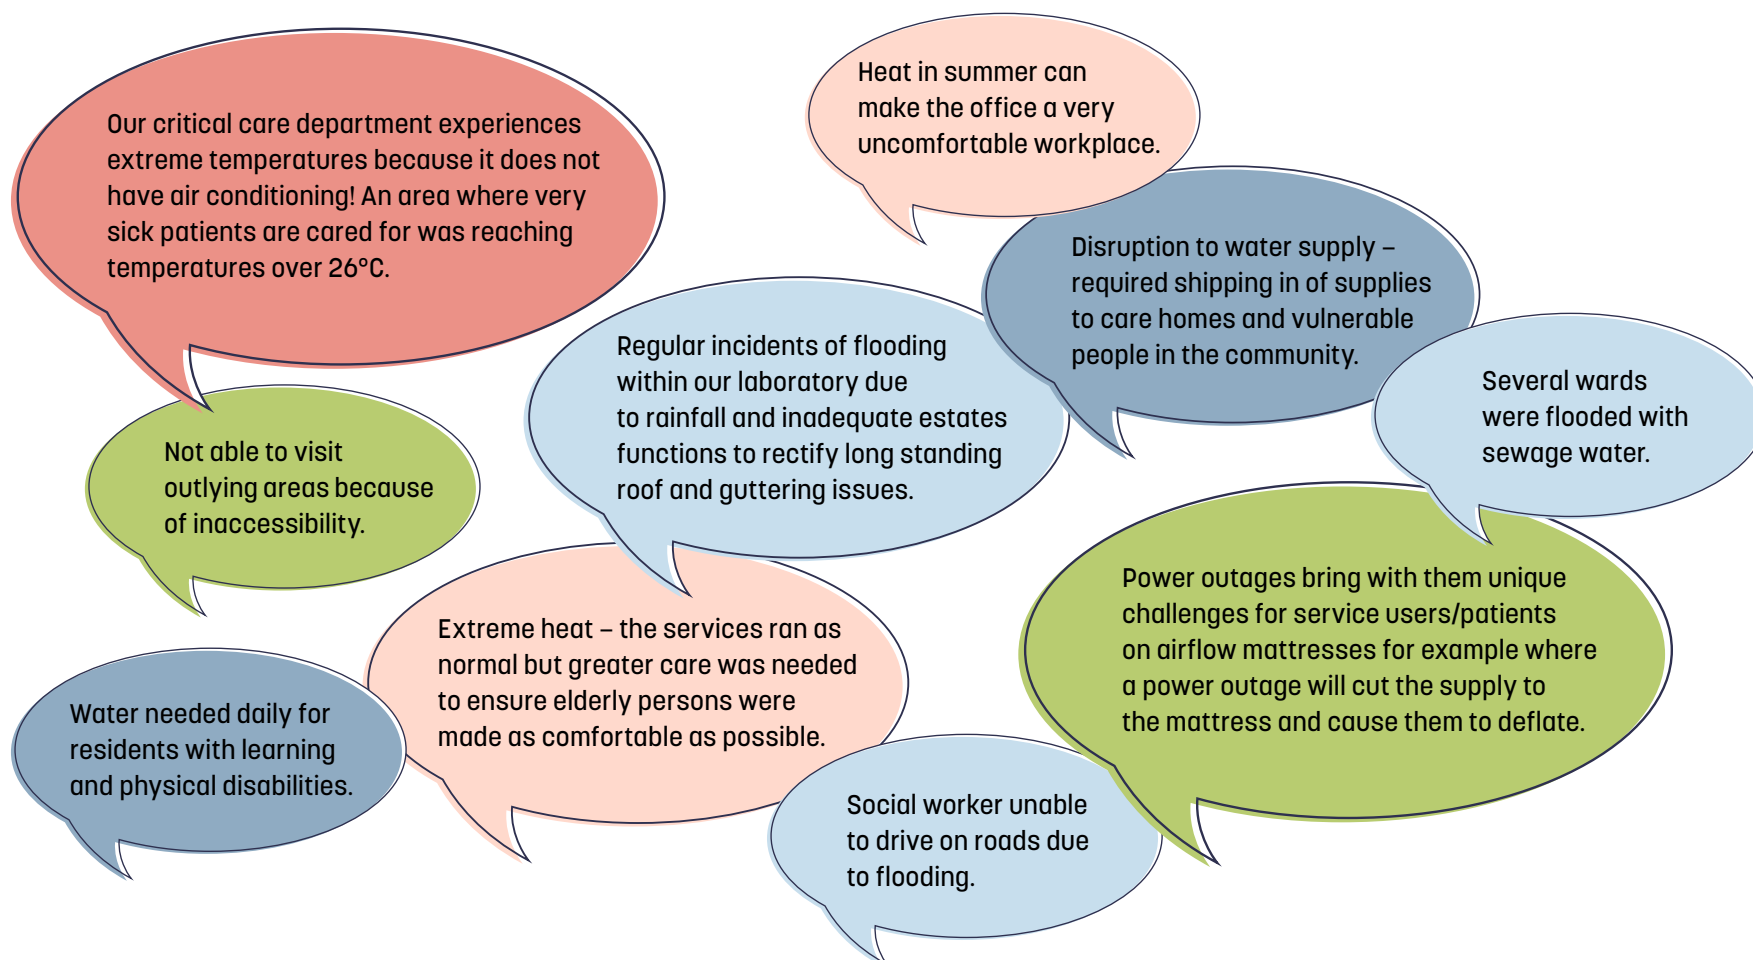 Our critical care department experiences
extreme temperatures because it does not
have air conditioning! An area where very
sick patients are cared for was reaching
temperatures over 26°C.
Heat in summer can
make the office a very
uncomfortable workplace.
Disruption to water supply –
required shipping in of supplies
to care homes and vulnerable
people in the community.
Regular incidents of flooding
within our laboratory due
to rainfall and inadequate estates
functions to rectify long standing
roof and guttering issues.
Several wards
were flooded with
sewage water.
Not able to visit
outlying areas because
of inaccessibility.
Extreme heat – the services ran as
normal but greater care was needed
to ensure elderly persons were
made as comfortable as possible.
Power outages bring with them unique
challenges for service users/patients
on airflow mattresses for example where
a power outage will cut the supply to
the mattress and cause them to deflate.
Water needed daily for
residents with learning
and physical disabilities.
Social worker unable
to drive on roads due
to flooding.